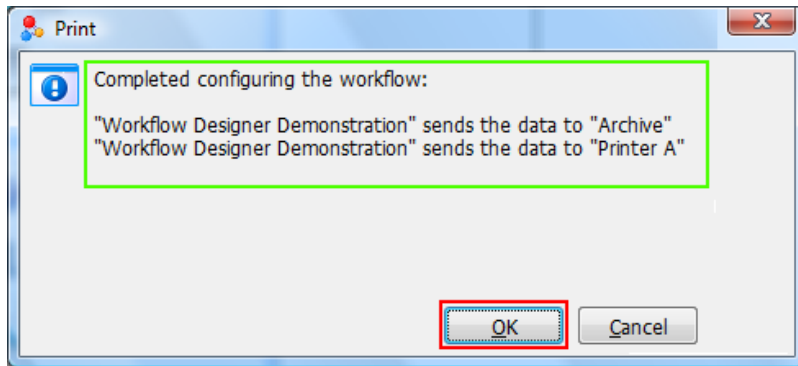 Print
Completed configuring the workflow:
"Workflow Designer Demonstration" sends the data to "Archive"
"Workflow Designer Demonstration" sends the data to "Printer A"
OK
Cancel